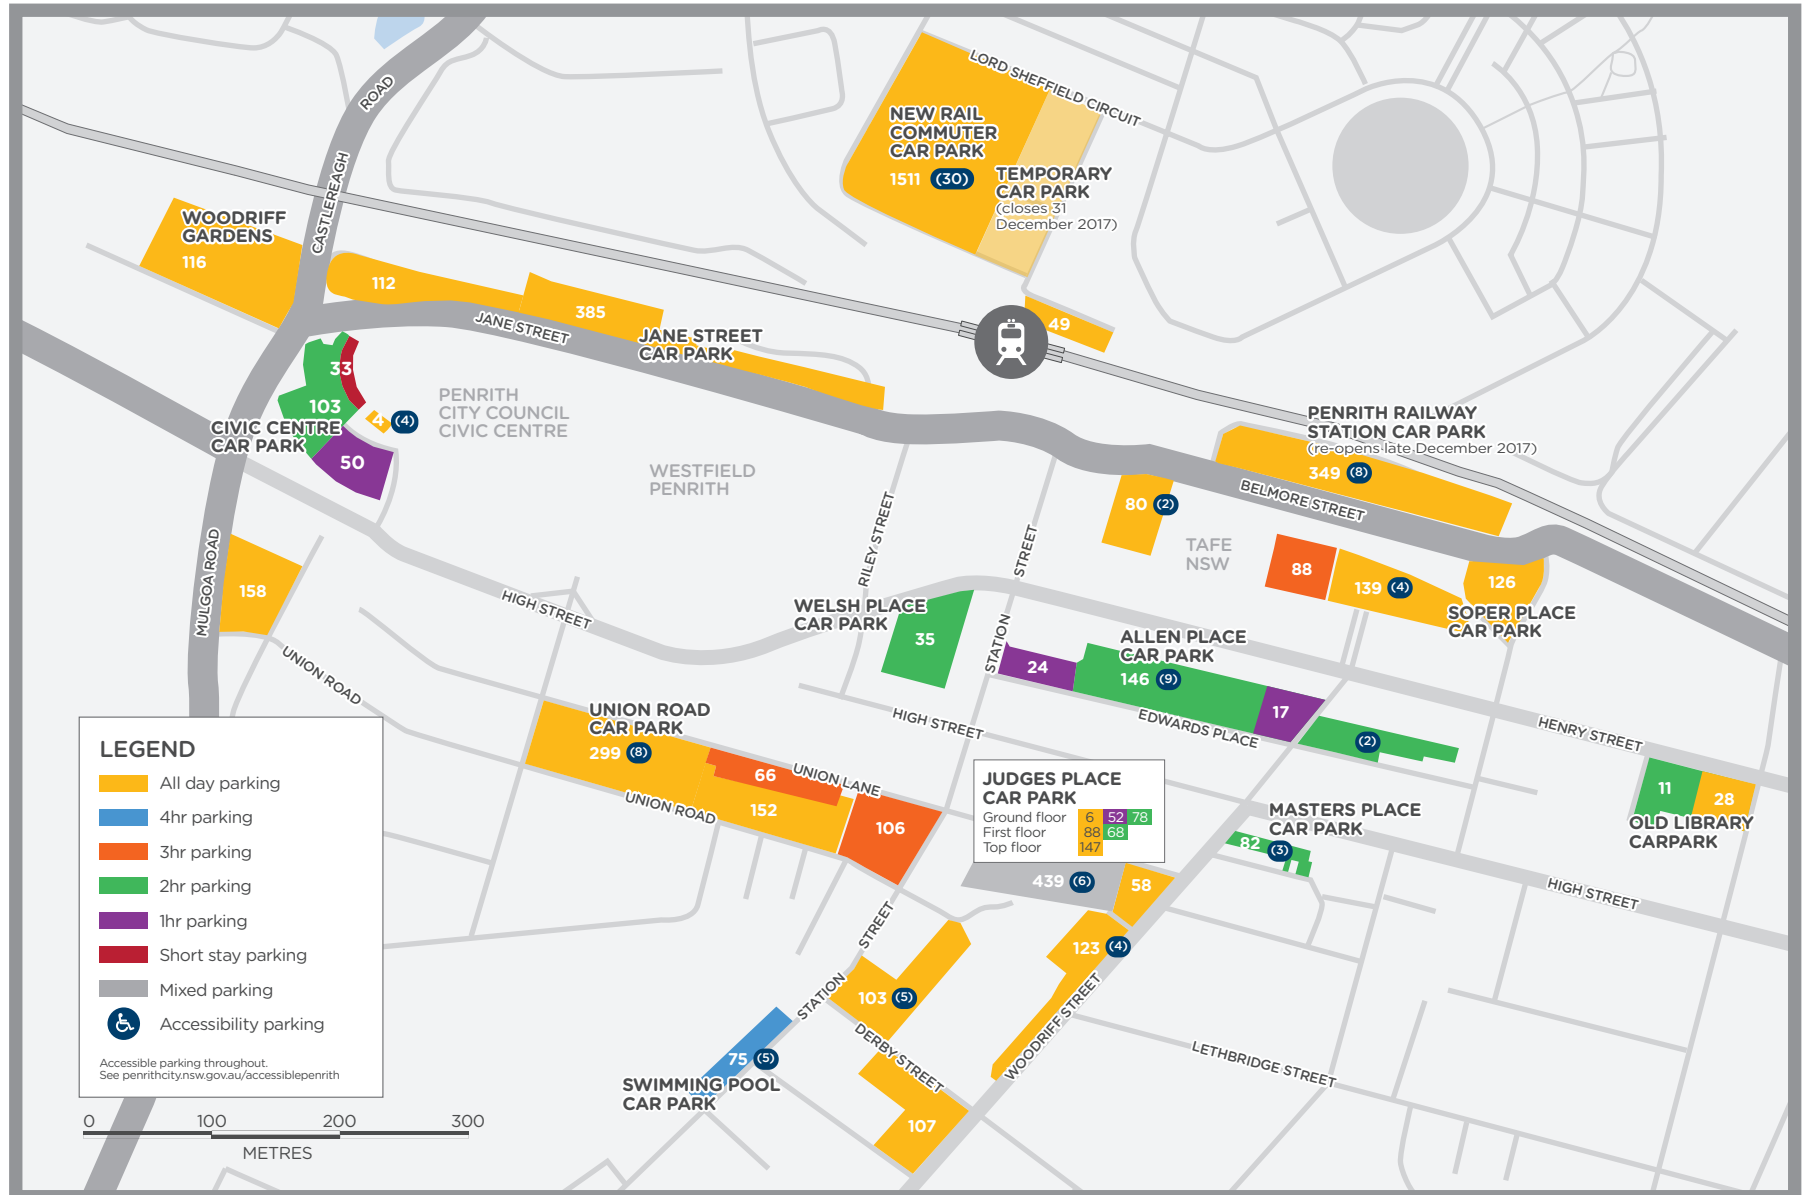 LORD SHEFFIELD CIRCUIT
ROAD
CASTLEREAGH
NEW RAIL
COMMUTER
CAR PARK
1511 (30)
TEMPORARY
CAR PARK
(closes 31
December 2017)
WOODRIFF
GARDENS
116
112
385
JANE STREET
JANE STREET
CAR PARK
49
33
103
4 (4)
CIVIC CENTRE
CAR PARK
50
PENRITH
CITY COUNCIL
CIVIC CENTRE
WESTFIELD
PENRITH
PENRITH RAILWAY
STATION CAR PARK
(re-opens late December 2017)
349 (8)
BELMORE STREET
80 (2)
TAFE
NSW
88
139 (4)
126
SOPER PLACE
CAR PARK
MULGOA ROAD
158
HIGH STREET
RILEY STREET
STREET
STATION
WELSH PLACE
CAR PARK
35
24
ALLEN PLACE
CAR PARK
146 (9)
17
EDWARDS PLACE
(2)
HENRY STREET
UNION ROAD
UNION ROAD
CAR PARK
299 (8)
66
UNION LANE
152
UNION ROAD
106
HIGH STREET
JUDGES PLACE
CAR PARK
Ground floor 6 52 78
First floor 88 68
Top floor 147
439 (6)
58
MASTERS PLACE
CAR PARK
82 (3)
11
28
OLD LIBRARY
CARPARK
HIGH STREET
123 (4)
WOODRIFF STREET
STREET
STATION
103 (5)
DERBY STREET
107
75 (5)
SWIMMING POOL
CAR PARK
LETHBRIDGE STREET
LEGEND
All day parking
4hr parking
3hr parking
2hr parking
1hr parking
Short stay parking
Mixed parking
Accessibility parking
Accessible parking throughout.
See penrithcity.nsw.gov.au/accessiblepenrith
0 100 200 300
METRES